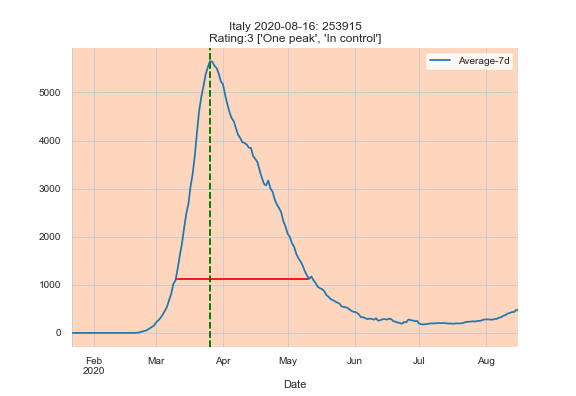 Italy 2020-08-16: 253915
Rating:3 ['One peak', 'In control']
Average-7d
5000
4000
3000
2000
1000
0
Feb Mar Apr May Jun Jul Aug
2020
Date